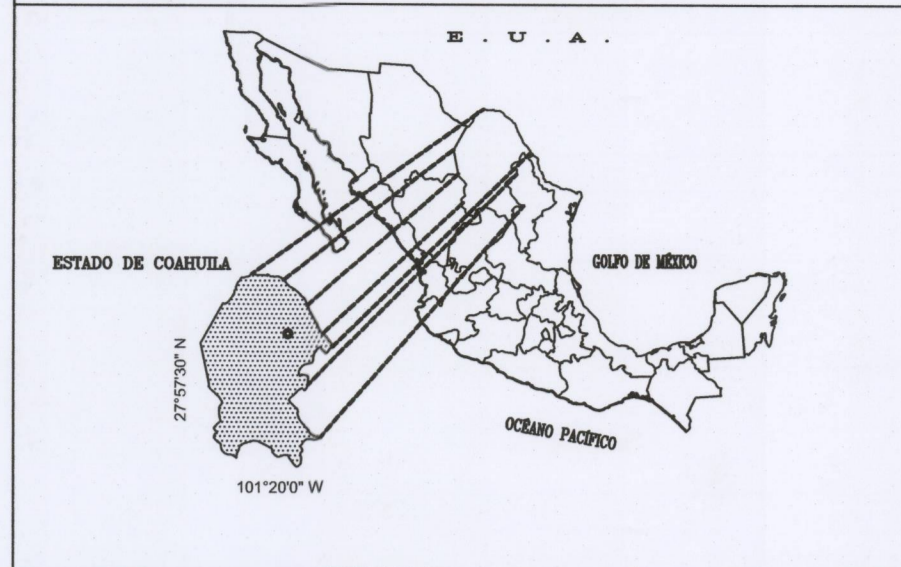 E . U . A .
ESTADO DE COAHUILA
GOLFO DE MÉXICO
27°57'30" N
OCÉANO PACÍFICO
101°20'0" W